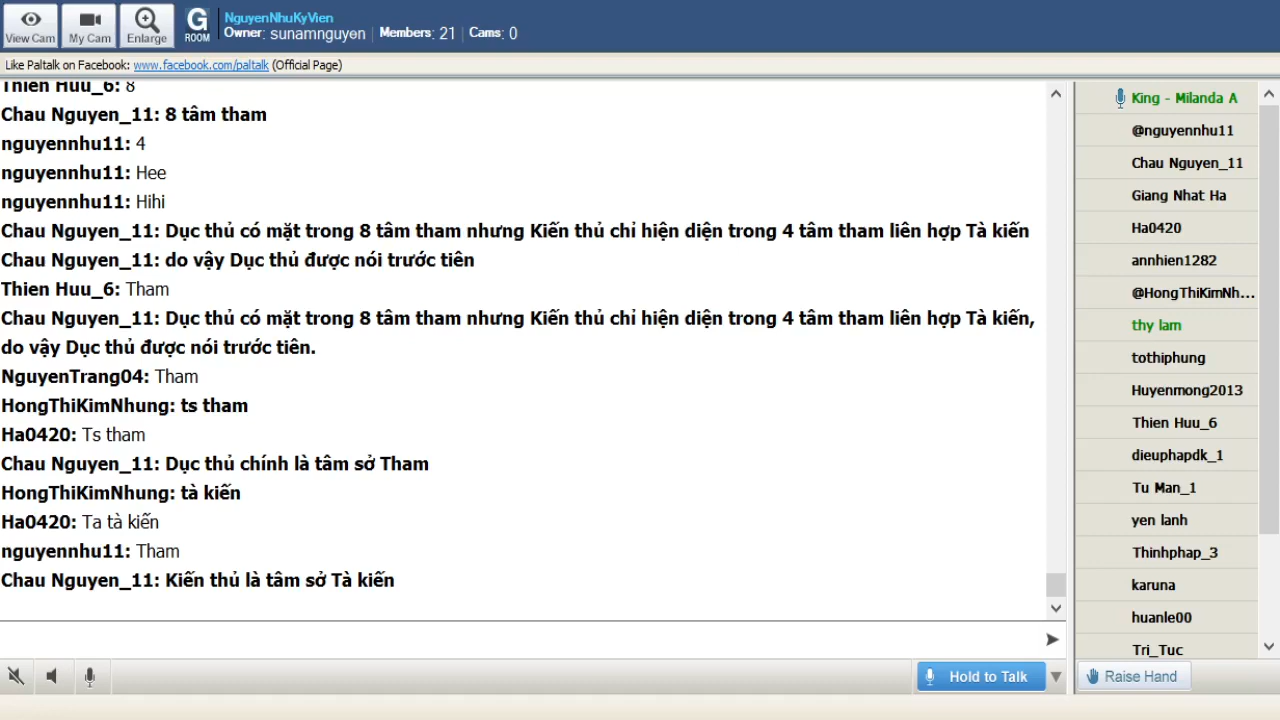 View Cam
My Cam
Enlarge
G
ROOM
NguyenNhuKyVien
Owner: sunamnguyen | Members: 21 | Cams: 0
Like Paltalk on Facebook: www.facebook.com/paltalk (Official Page)
Thien Huu_6: 8
Chau Nguyen_11: 8 tâm tham
nguyennhu11: 4
nguyennhu11: Hee
nguyennhu11: Hihi
Chau Nguyen_11: Dục thủ có mặt trong 8 tâm tham nhưng Kiến thủ chỉ hiện diện trong 4 tâm tham liên hợp Tà kiến
Chau Nguyen_11: do vậy Dục thủ được nói trước tiên
Thien Huu_6: Tham
Chau Nguyen_11: Dục thủ có mặt trong 8 tâm tham nhưng Kiến thủ chỉ hiện diện trong 4 tâm tham liên hợp Tà kiến,
do vậy Dục thủ được nói trước tiên.
NguyenTrang04: Tham
HongThiKimNhung: ts tham
Ha0420: Ts tham
Chau Nguyen_11: Dục thủ chính là tâm sở Tham
HongThiKimNhung: tà kiến
Ha0420: Ta tà kiến
nguyennhu11: Tham
Chau Nguyen_11: Kiến thủ là tâm sở Tà kiến
King - Milanda A
@nguyennhu11
Chau Nguyen_11
Giang Nhat Ha
Ha0420
annhien1282
@HongThiKimNh...
thy lam
tothiphung
Huyenmong2013
Thien Huu_6
dieuphapdk_1
Tu Man_1
yen lanh
Thinhphap_3
karuna
huanle00
Tri_Tuc
Hold to Talk
Raise Hand